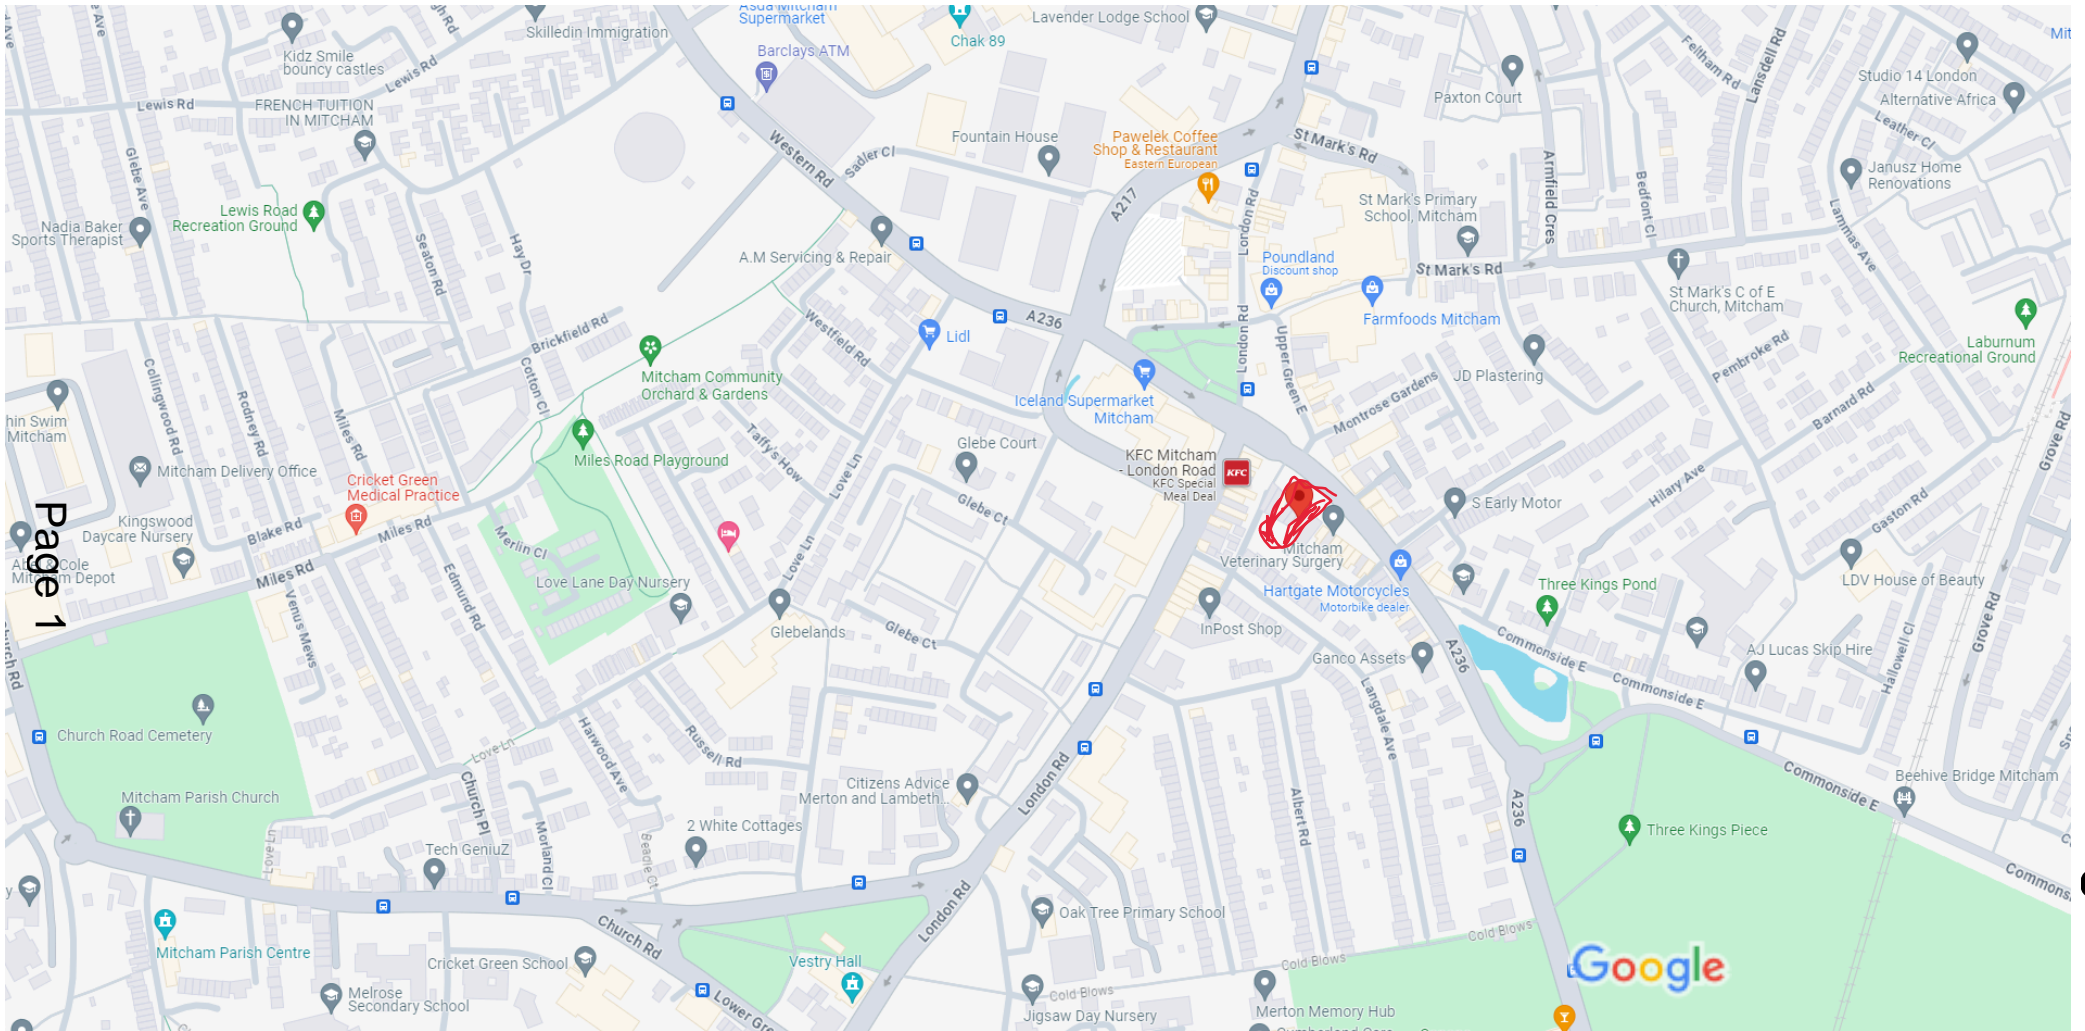 Asda Mitcham
Supermarket
Barclays ATM
Chak 89
Lavender Lodge School
Skilledin Immigration
Kidz Smile
bouncy castles
Lewis Rd
Lewis Rd
FRENCH TUITION
IN MITCHAM
Glebe Ave
Nadia Baker
Sports Therapist
Lewis Road
Recreation Ground
Seaton Rd
Hay Dr
Western Rd
Sadler Cl
Fountain House
Pawelek Coffee
Shop & Restaurant
Eastern European
A217
A.M Servicing & Repair
St Mark's Rd
London Rd
Paxton Court
Feltham Rd
Lansdell Rd
Studio 14 London
Alternative Africa
Leather Cl
Janusz Home
Renovations
Armfield Cres
Bedfont Cl
Lammas Ave
St Mark's Primary
School, Mitcham
St Mark's Rd
Poundland
Discount shop
Farmfoods Mitcham
St Mark's C of E
Church, Mitcham
Laburnum
Recreational Ground
Brickfield Rd
Westfield Rd
A236
Lidl
London Rd
Upper Green E
JD Plastering
Pembroke Rd
Barnard Rd
Grove Rd
Collingwood Rd
Rodney Rd
Miles Rd
Cotton Cl
Mitcham Community
Orchard & Gardens
Iceland Supermarket
Mitcham
Montrose Gardens
hin Swim
Mitcham
Mitcham Delivery Office
Miles Road Playground
Taffy's How
Love Ln
Glebe Court
KFC Mitcham
- London Road
KFC Special
Meal Deal
KFC
Cricket Green
Medical Practice
Page 1
Kingswood
Daycare Nursery
Blake Rd
Miles Rd
Merlin Cl
Glebe Ct
S Early Motor
Hilary Ave
Gaston Rd
Mitcham
Veterinary Surgery
Hartgate Motorcycles
Motorbike dealer
Three Kings Pond
LDV House of Beauty
Miles Rd
Edmund Rd
Love Lane Day Nursery
Love Ln
Glebelands
Glebe Ct
InPost Shop
Ganco Assets
A236
Commonside E
AJ Lucas Skip Hire
Hallowell Cl
Grove Rd
Church Rd
Venus Mews
Church Road Cemetery
Love Ln
Harwood Ave
Russell Rd
Langdale Ave
Commonside E
Mitcham Parish Church
Church Pl
Citizens Advice
Merton and Lambeth...
London Rd
Albert Rd
A236
Commonside E
Beehive Bridge Mitcham
Three Kings Piece
2 White Cottages
Tech GeniuZ
Love Ln
Morland Cl
Beadle Ct
Mitcham Parish Centre
Cricket Green School
Church Rd
London Rd
Oak Tree Primary School
Cold Blows
Cold Blows
Cold Blows
Vestry Hall
Melrose
Secondary School
Jigsaw Day Nursery
Merton Memory Hub
Google